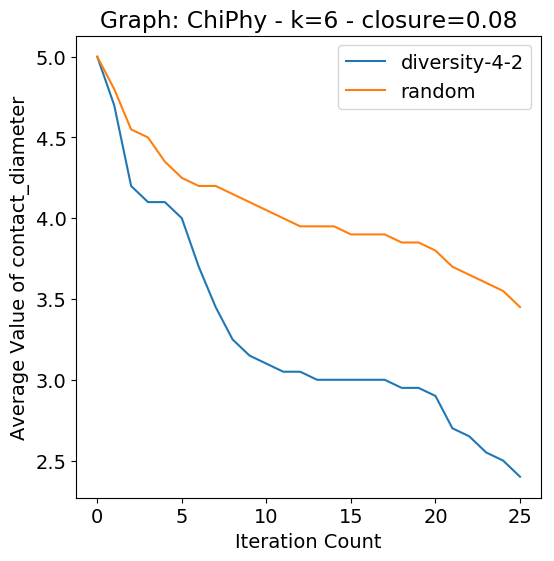 Graph: ChiPhy - k=6 - closure=0.08
diversity-4-2
random
Average Value of contact_diameter
5.0
4.5
4.0
3.5
3.0
2.5
0 5 10 15 20 25
Iteration Count